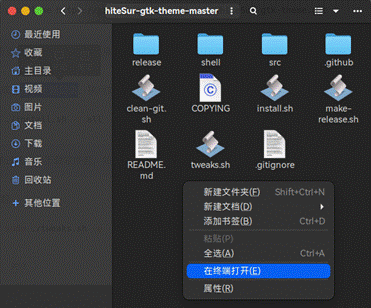 hiteSur-gtk-theme-master
最近使用
收藏
主目录
视频
图片
文档
下载
音乐
回收站
其他位置
release
shell
src
.github
clean-git.
sh
COPYING
install.sh
make-
release.sh
README.
md
tweaks.sh
.gitignore
新建文件夹(F) Shift+Ctrl+N
新建文档(D)
添加书签(B) Ctrl+D
粘贴(P)
全选(A) Ctrl+A
在终端打开(E)
属性(R)